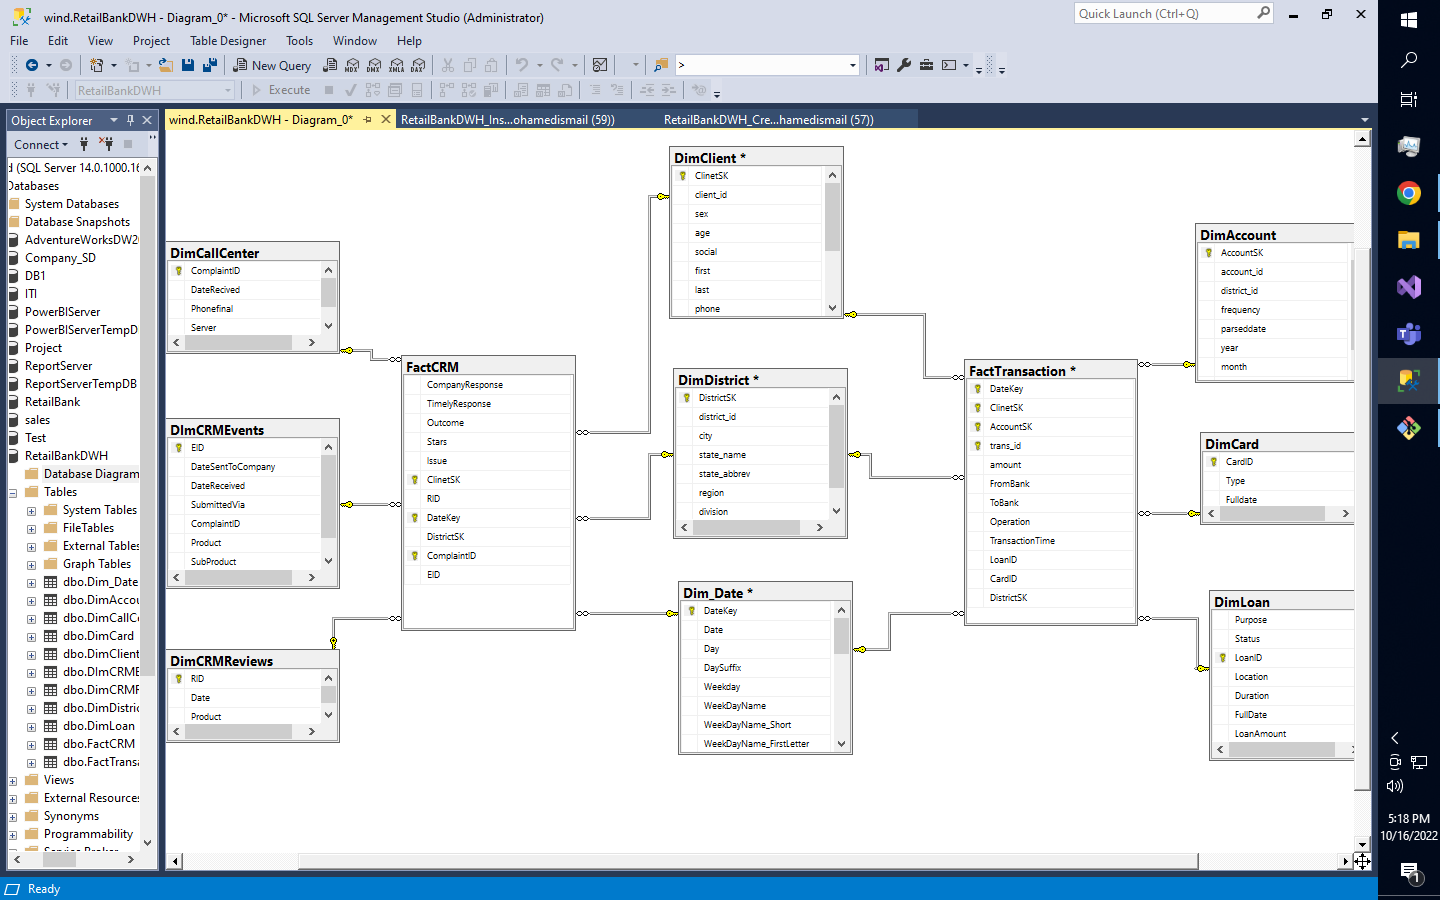 wind.RetailBankDWH - Diagram_0* - Microsoft SQL Server Management Studio (Administrator)
Quick Launch (Ctrl+Q)
File Edit View Project Table Designer Tools Window Help
New Query MDX DMX XMLA DAX >
RetailBankDWH Execute
Object Explorer
wind.RetailBankDWH - Diagram_0*
RetailBankDWH_Ins...ohamedismail (59))
RetailBankDWH_Cre...hamedismail (57))
Connect
d (SQL Server 14.0.1000.16
Databases
System Databases
Database Snapshots
AdventureWorksDW2
Company_SD
DB1
ITI
PowerBIServer
PowerBIServerTempD
Project
ReportServer
ReportServerTempDB
RetailBank
sales
Test
RetailBankDWH
Database Diagram
Tables
System Tables
FileTables
External Tables
Graph Tables
dbo.Dim_Date
dbo.DimAccou
dbo.DimCallCe
dbo.DimCard
dbo.DimClient
dbo.DImCRME
dbo.DimCRMR
dbo.DimDistric
dbo.DimLoan
dbo.FactCRM
dbo.FactTransa
Views
External Resources
Synonyms
Programmability
Service Broker
DimCallCenter
ComplaintID
DateRecived
Phonefinal
Server
DImCRMEvents
EID
DateSentToCompany
DateReceived
SubmittedVia
ComplaintID
Product
SubProduct
DimCRMReviews
RID
Date
Product
FactCRM
CompanyResponse
TimelyResponse
Outcome
Stars
Issue
ClinetSK
RID
DateKey
DistrictSK
ComplaintID
EID
DimClient *
ClinetSK
client_id
sex
age
social
first
last
phone
DimDistrict *
DistrictSK
district_id
city
state_name
state_abbrev
region
division
Dim_Date *
DateKey
Date
Day
DaySuffix
Weekday
WeekDayName
WeekDayName_Short
WeekDayName_FirstLetter
FactTransaction *
DateKey
ClinetSK
AccountSK
trans_id
amount
FromBank
ToBank
Operation
TransactionTime
LoanID
CardID
DistrictSK
DimAccount
AccountSK
account_id
district_id
frequency
parseddate
year
month
DimCard
CardID
Type
Fulldate
DimLoan
Purpose
Status
LoanID
Location
Duration
FullDate
LoanAmount
5:18 PM
10/16/2022
1
Ready